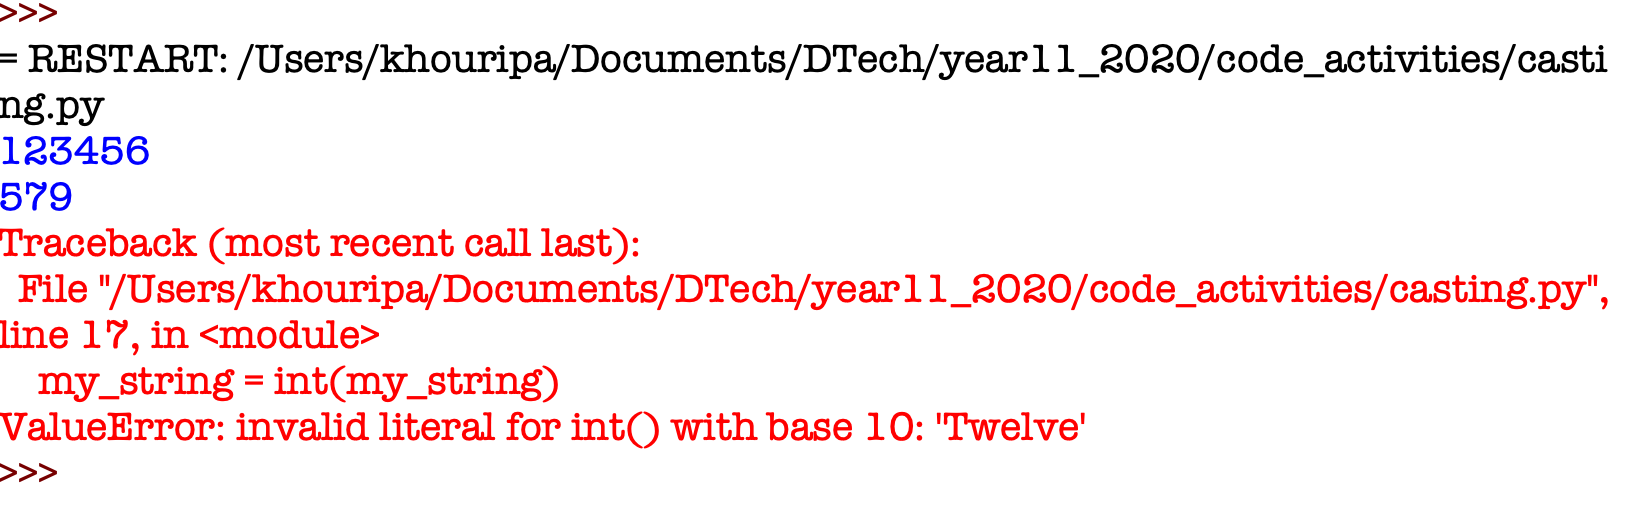 >>>
= RESTART: /Users/khouripa/Documents/DTech/year11_2020/code_activities/casti
ng.py
123456
579
Traceback (most recent call last):
  File "/Users/khouripa/Documents/DTech/year11_2020/code_activities/casting.py",
line 17, in <module>
    my_string = int(my_string)
ValueError: invalid literal for int() with base 10: 'Twelve'
>>>